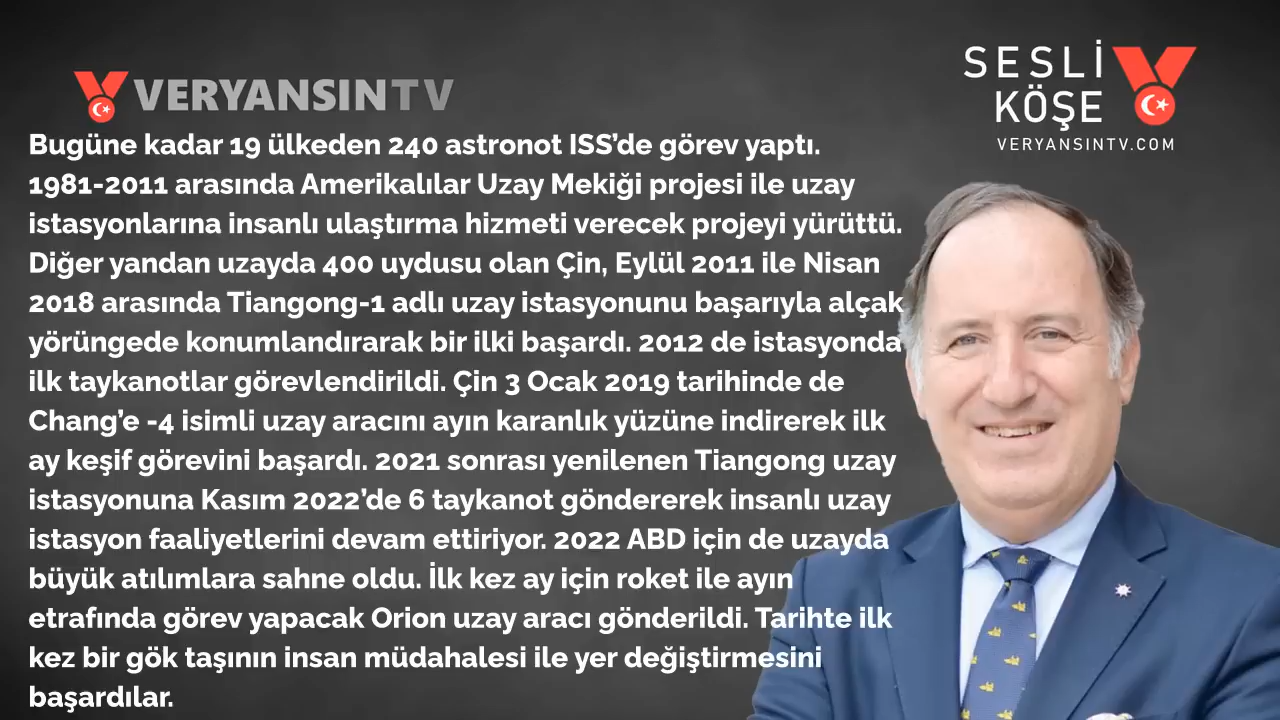 VERYANSINTV
SESLİ
KÖŞE
VERYANSINTV.COM
Bugüne kadar 19 ülkeden 240 astronot ISS’de görev yaptı.
1981-2011 arasında Amerikalılar Uzay Mekiği projesi ile uzay
istasyonlarına insanlı ulaştırma hizmeti verecek projeyi yürüttü.
Diğer yandan uzayda 400 uydusu olan Çin, Eylül 2011 ile Nisan
2018 arasında Tiangong-1 adlı uzay istasyonunu başarıyla alçak
yörüngede konumlandırarak bir ilki başardı. 2012 de istasyonda
ilk taykanotlar görevlendirildi. Çin 3 Ocak 2019 tarihinde de
Chang’e -4 isimli uzay aracını ayın karanlık yüzüne indirerek ilk
ay keşif görevini başardı. 2021 sonrası yenilenen Tiangong uzay
istasyonuna Kasım 2022’de 6 taykanot göndererek insanlı uzay
istasyon faaliyetlerini devam ettiriyor. 2022 ABD için de uzayda
büyük atılımlara sahne oldu. İlk kez ay için roket ile ayın
etrafında görev yapacak Orion uzay aracı gönderildi. Tarihte ilk
kez bir gök taşının insan müdahalesi ile yer değiştirmesini
başardılar.